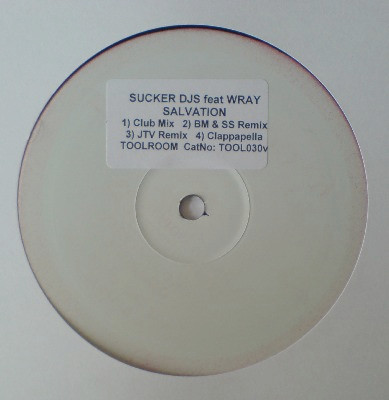 SUCKER DJS feat WRAY
SALVATION
1) Club Mix 2) BM & SS Remix
3) JTV Remix 4) Clappapella
TOOLROOM CatNo: TOOL030v